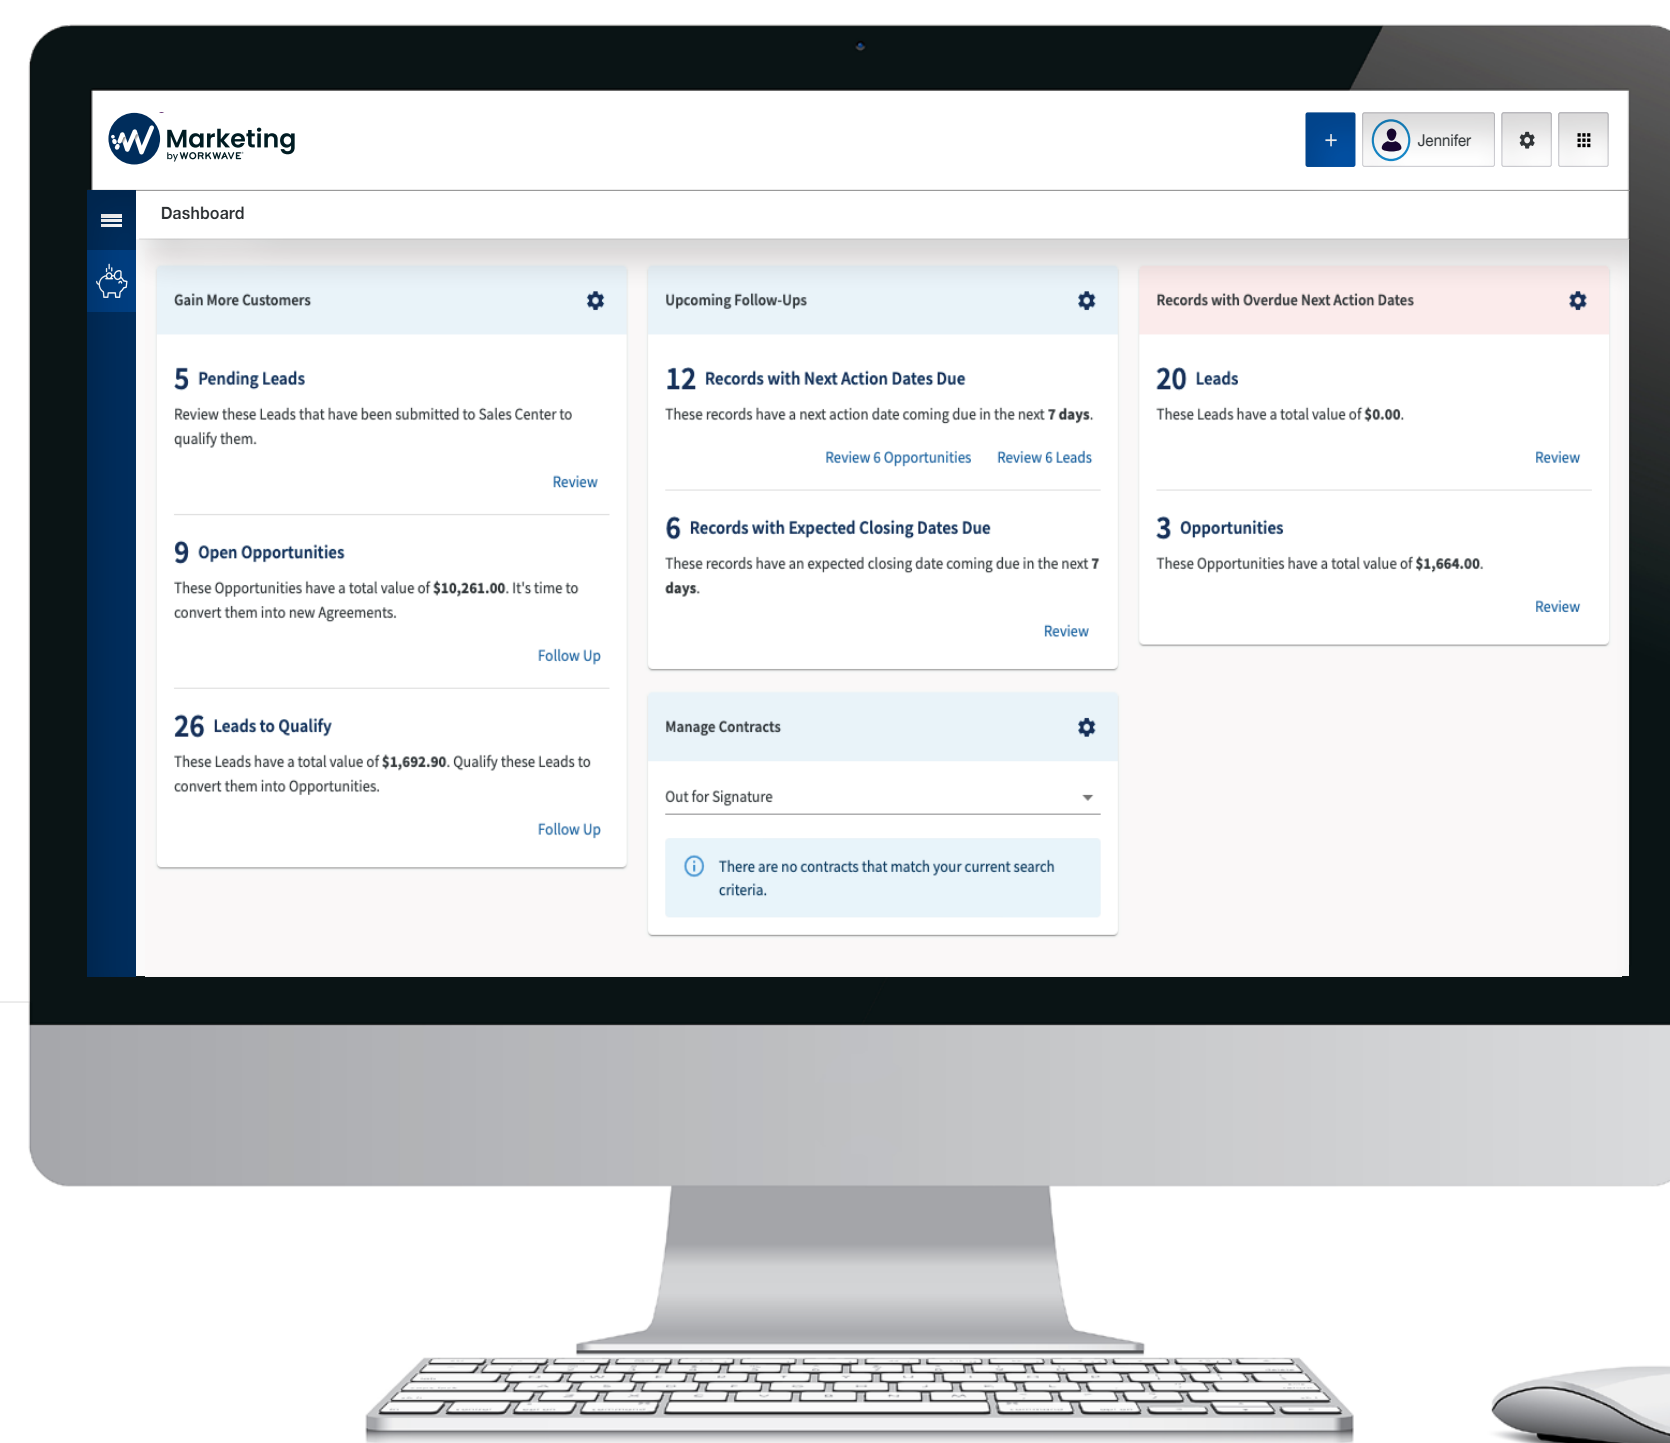 Marketing
by WORKWAVE
+
Jennifer
Dashboard
Gain More Customers
5 Pending Leads
Review these Leads that have been submitted to Sales Center to
qualify them.
Review
9 Open Opportunities
These Opportunities have a total value of $10,261.00. It's time to
convert them into new Agreements.
Follow Up
26 Leads to Qualify
These Leads have a total value of $1,692.90. Qualify these Leads to
convert them into Opportunities.
Follow Up
Upcoming Follow-Ups
12 Records with Next Action Dates Due
These records have a next action date coming due in the next 7 days.
Review 6 Opportunities Review 6 Leads
6 Records with Expected Closing Dates Due
These records have an expected closing date coming due in the next 7
days.
Review
Manage Contracts
Out for Signature
There are no contracts that match your current search
criteria.
Records with Overdue Next Action Dates
20 Leads
These Leads have a total value of $0.00.
Review
3 Opportunities
These Opportunities have a total value of $1,664.00.
Review